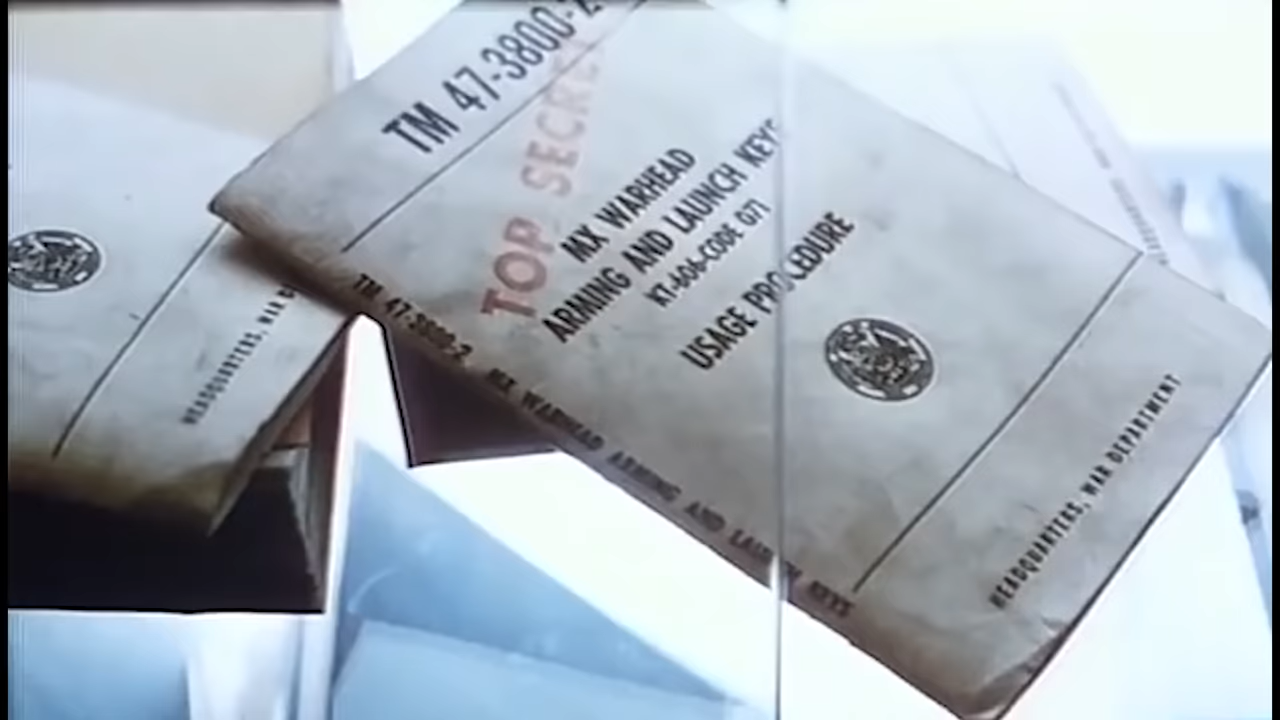 TM 47-3800-2
TOP SECRET
MX WARHEAD
ARMING AND LAUNCH KEYS
KT-606-CODE G71
USAGE PROCEDURE
HEADQUARTERS, WAR DEPARTMENT
TM 47-3800-2 MX WARHEAD ARMING AND LAUNCH KEYS
HEADQUARTERS, WAR D